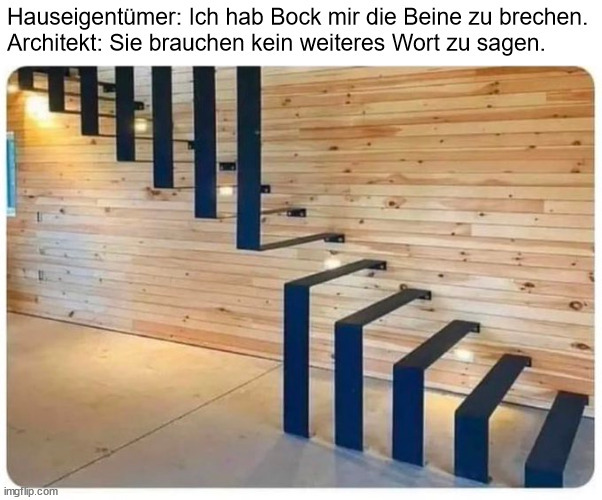 Hauseigentümer: Ich hab Bock mir die Beine zu brechen.
Architekt: Sie brauchen kein weiteres Wort zu sagen.
imgflip.com